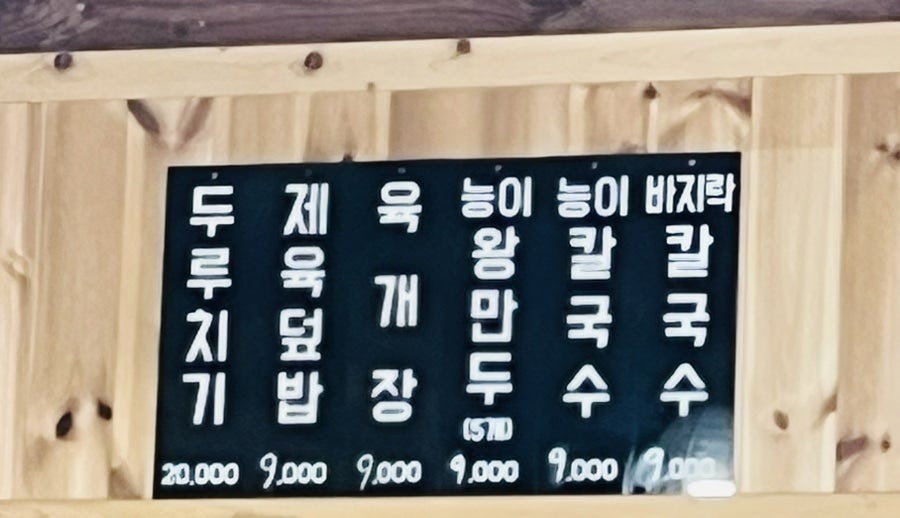 두루치기 20,000
제육덮밥 9,000
육개장 9,000
능이왕만두 (5개) 9,000
능이칼국수 9,000
바지락칼국수 9,000